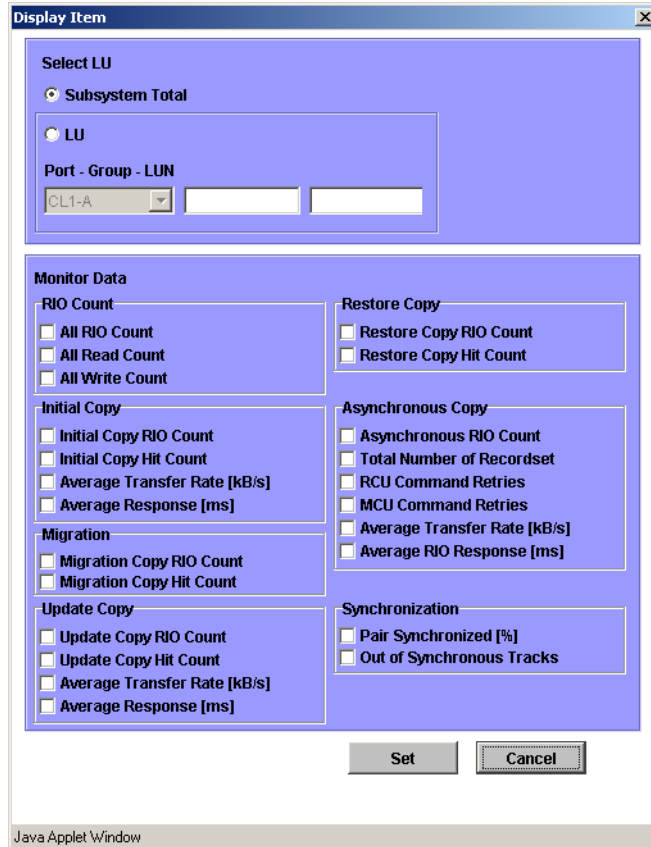 Display Item
Select LU
Subsystem Total
LU
Port - Group - LUN
CL1-A
Monitor Data
RIO Count
All RIO Count
All Read Count
All Write Count
Initial Copy
Initial Copy RIO Count
Initial Copy Hit Count
Average Transfer Rate [kB/s]
Average Response [ms]
Migration
Migration Copy RIO Count
Migration Copy Hit Count
Update Copy
Update Copy RIO Count
Update Copy Hit Count
Average Transfer Rate [kB/s]
Average Response [ms]
Restore Copy
Restore Copy RIO Count
Restore Copy Hit Count
Asynchronous Copy
Asynchronous RIO Count
Total Number of Recordset
RCU Command Retries
MCU Command Retries
Average Transfer Rate [kB/s]
Average RIO Response [ms]
Synchronization
Pair Synchronized [%]
Out of Synchronous Tracks
Set
Cancel
Java Applet Window